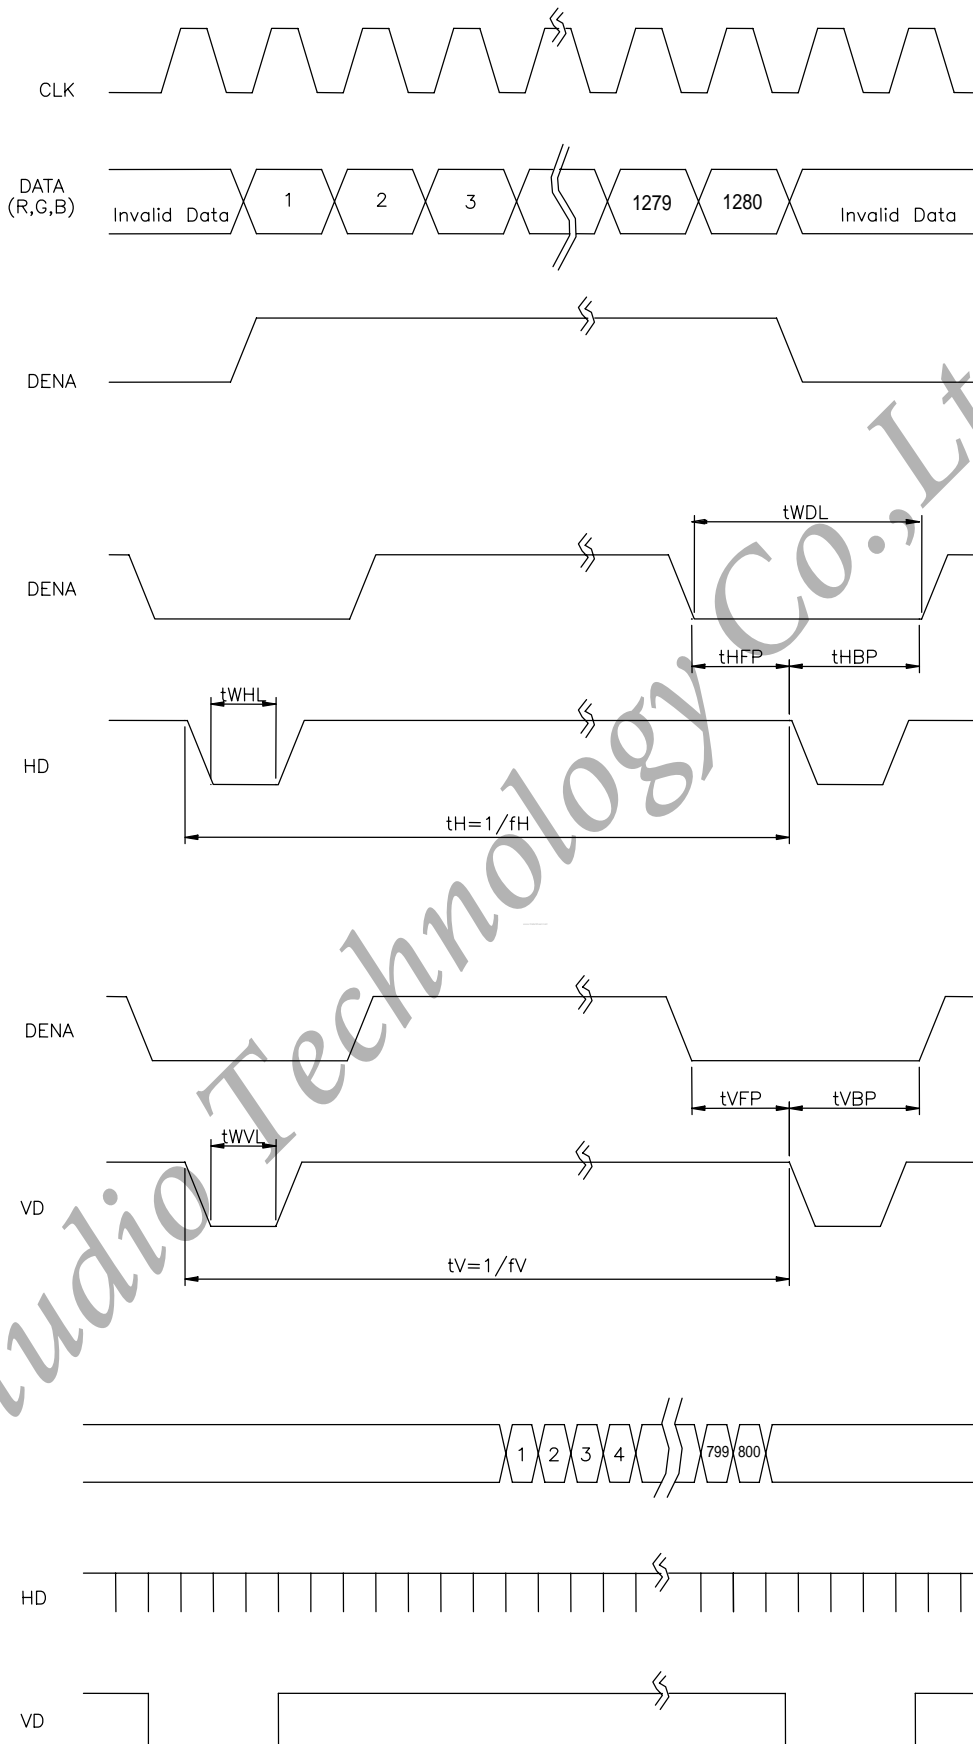 CLK
DATA
(R,G,B)
Invalid Data
1
2
3
1279
1280
Invalid Data
DENA
tWDL
DENA
tHFP
tHBP
tWHL
HD
tH=1/fH
DENA
tVFP
tVBP
tWVL
VD
tV=1/fV
1
2
3
4
799
800
HD
VD
udio Technology Co.,Lt